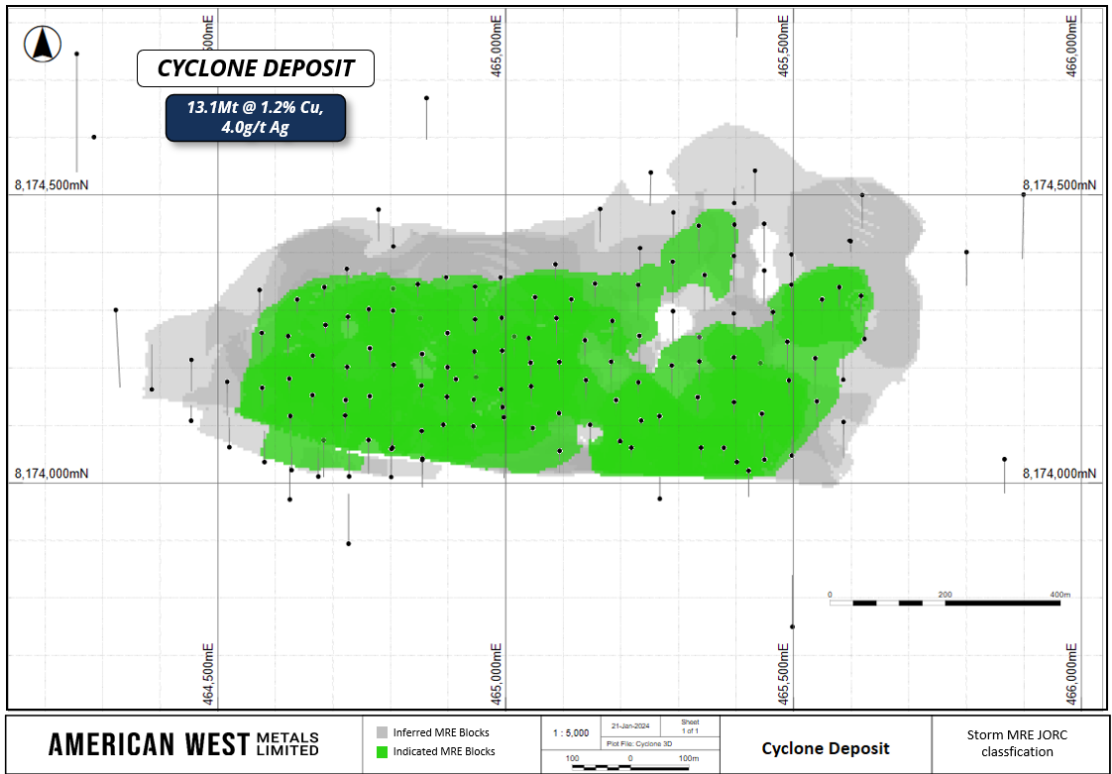 CYCLONE DEPOSIT
13.1Mt @ 1.2% Cu,
4.0g/t Ag
465,000mE
465,500mE
466,000mE
8,174,500mN
8,174,500mN
8,174,000mN
8,174,000mN
0
200
400m
464,500mE
465,000mE
465,500mE
466,000mE
AMERICAN WEST METALS
LIMITED
Inferred MRE Blocks
Indicated MRE Blocks
1 : 5,000
21-Jan-2024
Sheet
1 of 1
Plot File: Cyclone 3D
100
0
100m
Cyclone Deposit
Storm MRE JORC
classfication